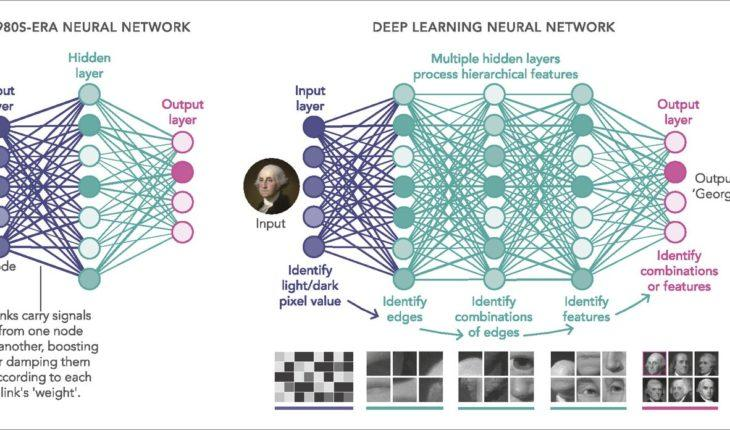 980S-ERA NEURAL NETWORK
Hidden
layer
put
yer
Output
layer
ode
nks carry signals
from one node
another, boosting
r damping them
ccording to each
link's 'weight'.
DEEP LEARNING NEURAL NETWORK
Multiple hidden layers
process hierarchical features
Input
layer
Output
layer
Input
Output
'Georg
Identify
light/dark
pixel value
Identify
edges
Identify
combinations
of edges
Identify
features
Identify
combinations
or features